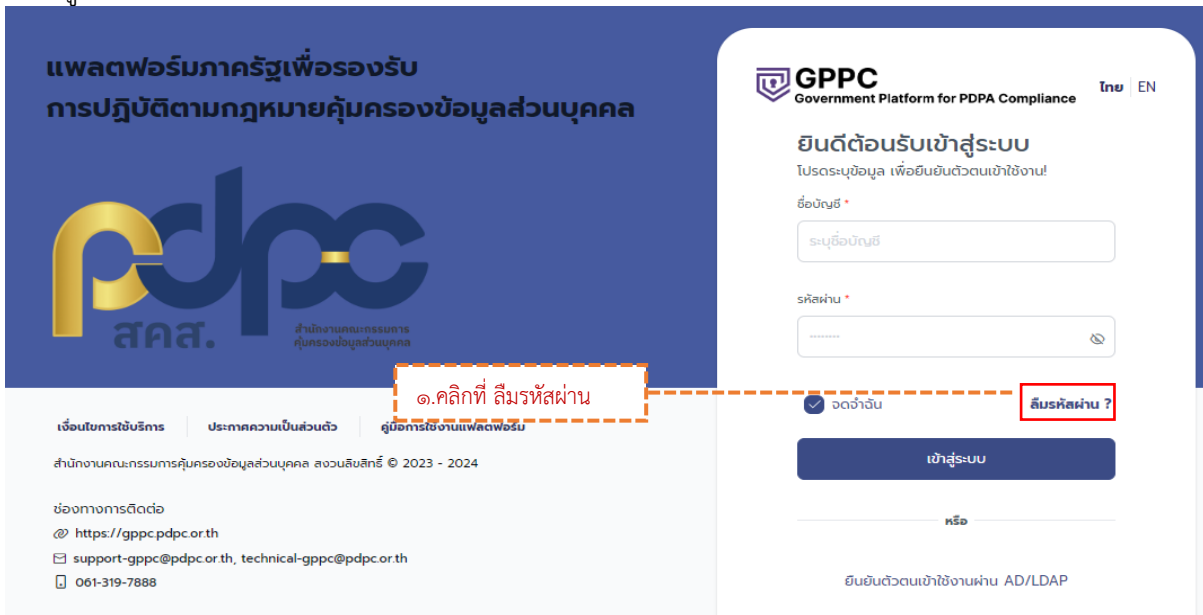 แพลตฟอร์มภาครัฐเพื่อรองรับ
การปฏิบัติตามกฎหมายคุ้มครองข้อมูลส่วนบุคคล
pdpc
สคส.
สำนักงานคณะกรรมการ
คุ้มครองข้อมูลส่วนบุคคล
GPPC
Government Platform for PDPA Compliance
ไทย EN
ยินดีต้อนรับเข้าสู่ระบบ
โปรดระบุข้อมูล เพื่อยืนยันตัวตนเข้าใช้งาน!
ชื่อบัญชี *
ระบุชื่อบัญชี
รหัสผ่าน *
๑.คลิกที่ ลืมรหัสผ่าน
จดจำฉัน
ลืมรหัสผ่าน ?
เข้าสู่ระบบ
หรือ
ยืนยันตัวตนเข้าใช้งานผ่าน AD/LDAP
เงื่อนไขการใช้บริการ ประกาศความเป็นส่วนตัว คู่มือการใช้งานแพลตฟอร์ม
สำนักงานคณะกรรมการคุ้มครองข้อมูลส่วนบุคคล สงวนลิขสิทธิ์ © 2023 - 2024
ช่องทางการติดต่อ
https://gppc.pdpc.or.th
support-gppc@pdpc.or.th, technical-gppc@pdpc.or.th
061-319-7888